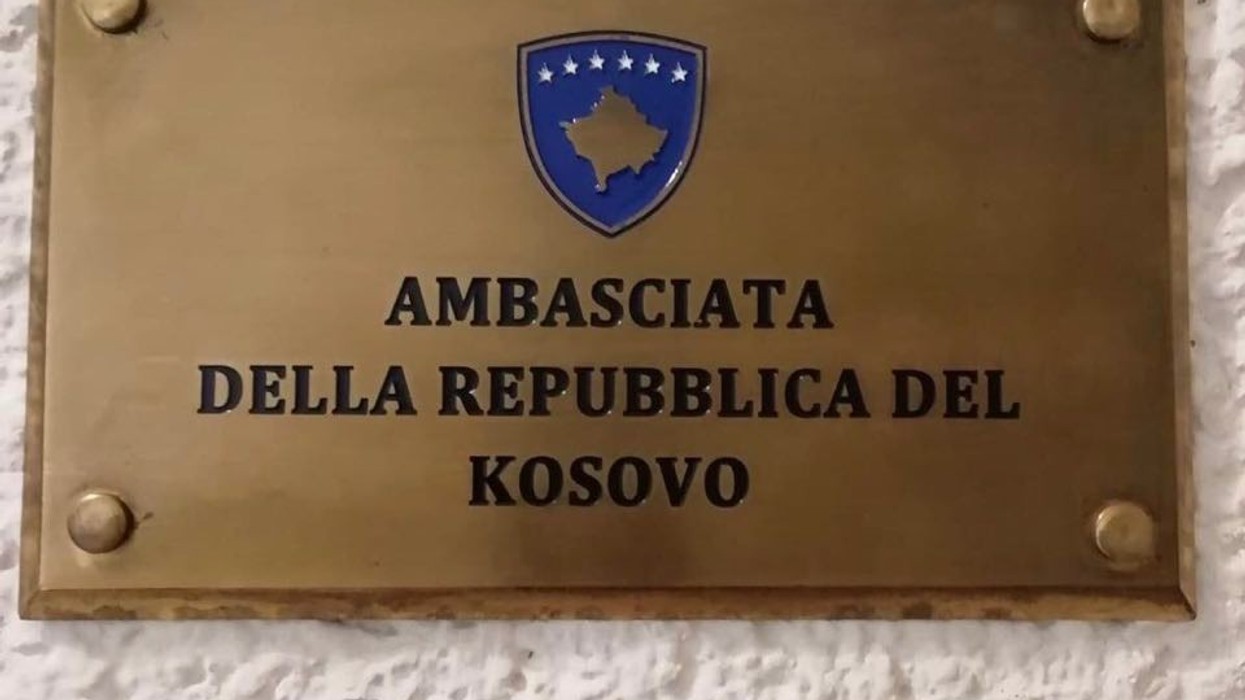 AMBASCIATA
DELLA REPUBBLICA DEL
KOSOVO